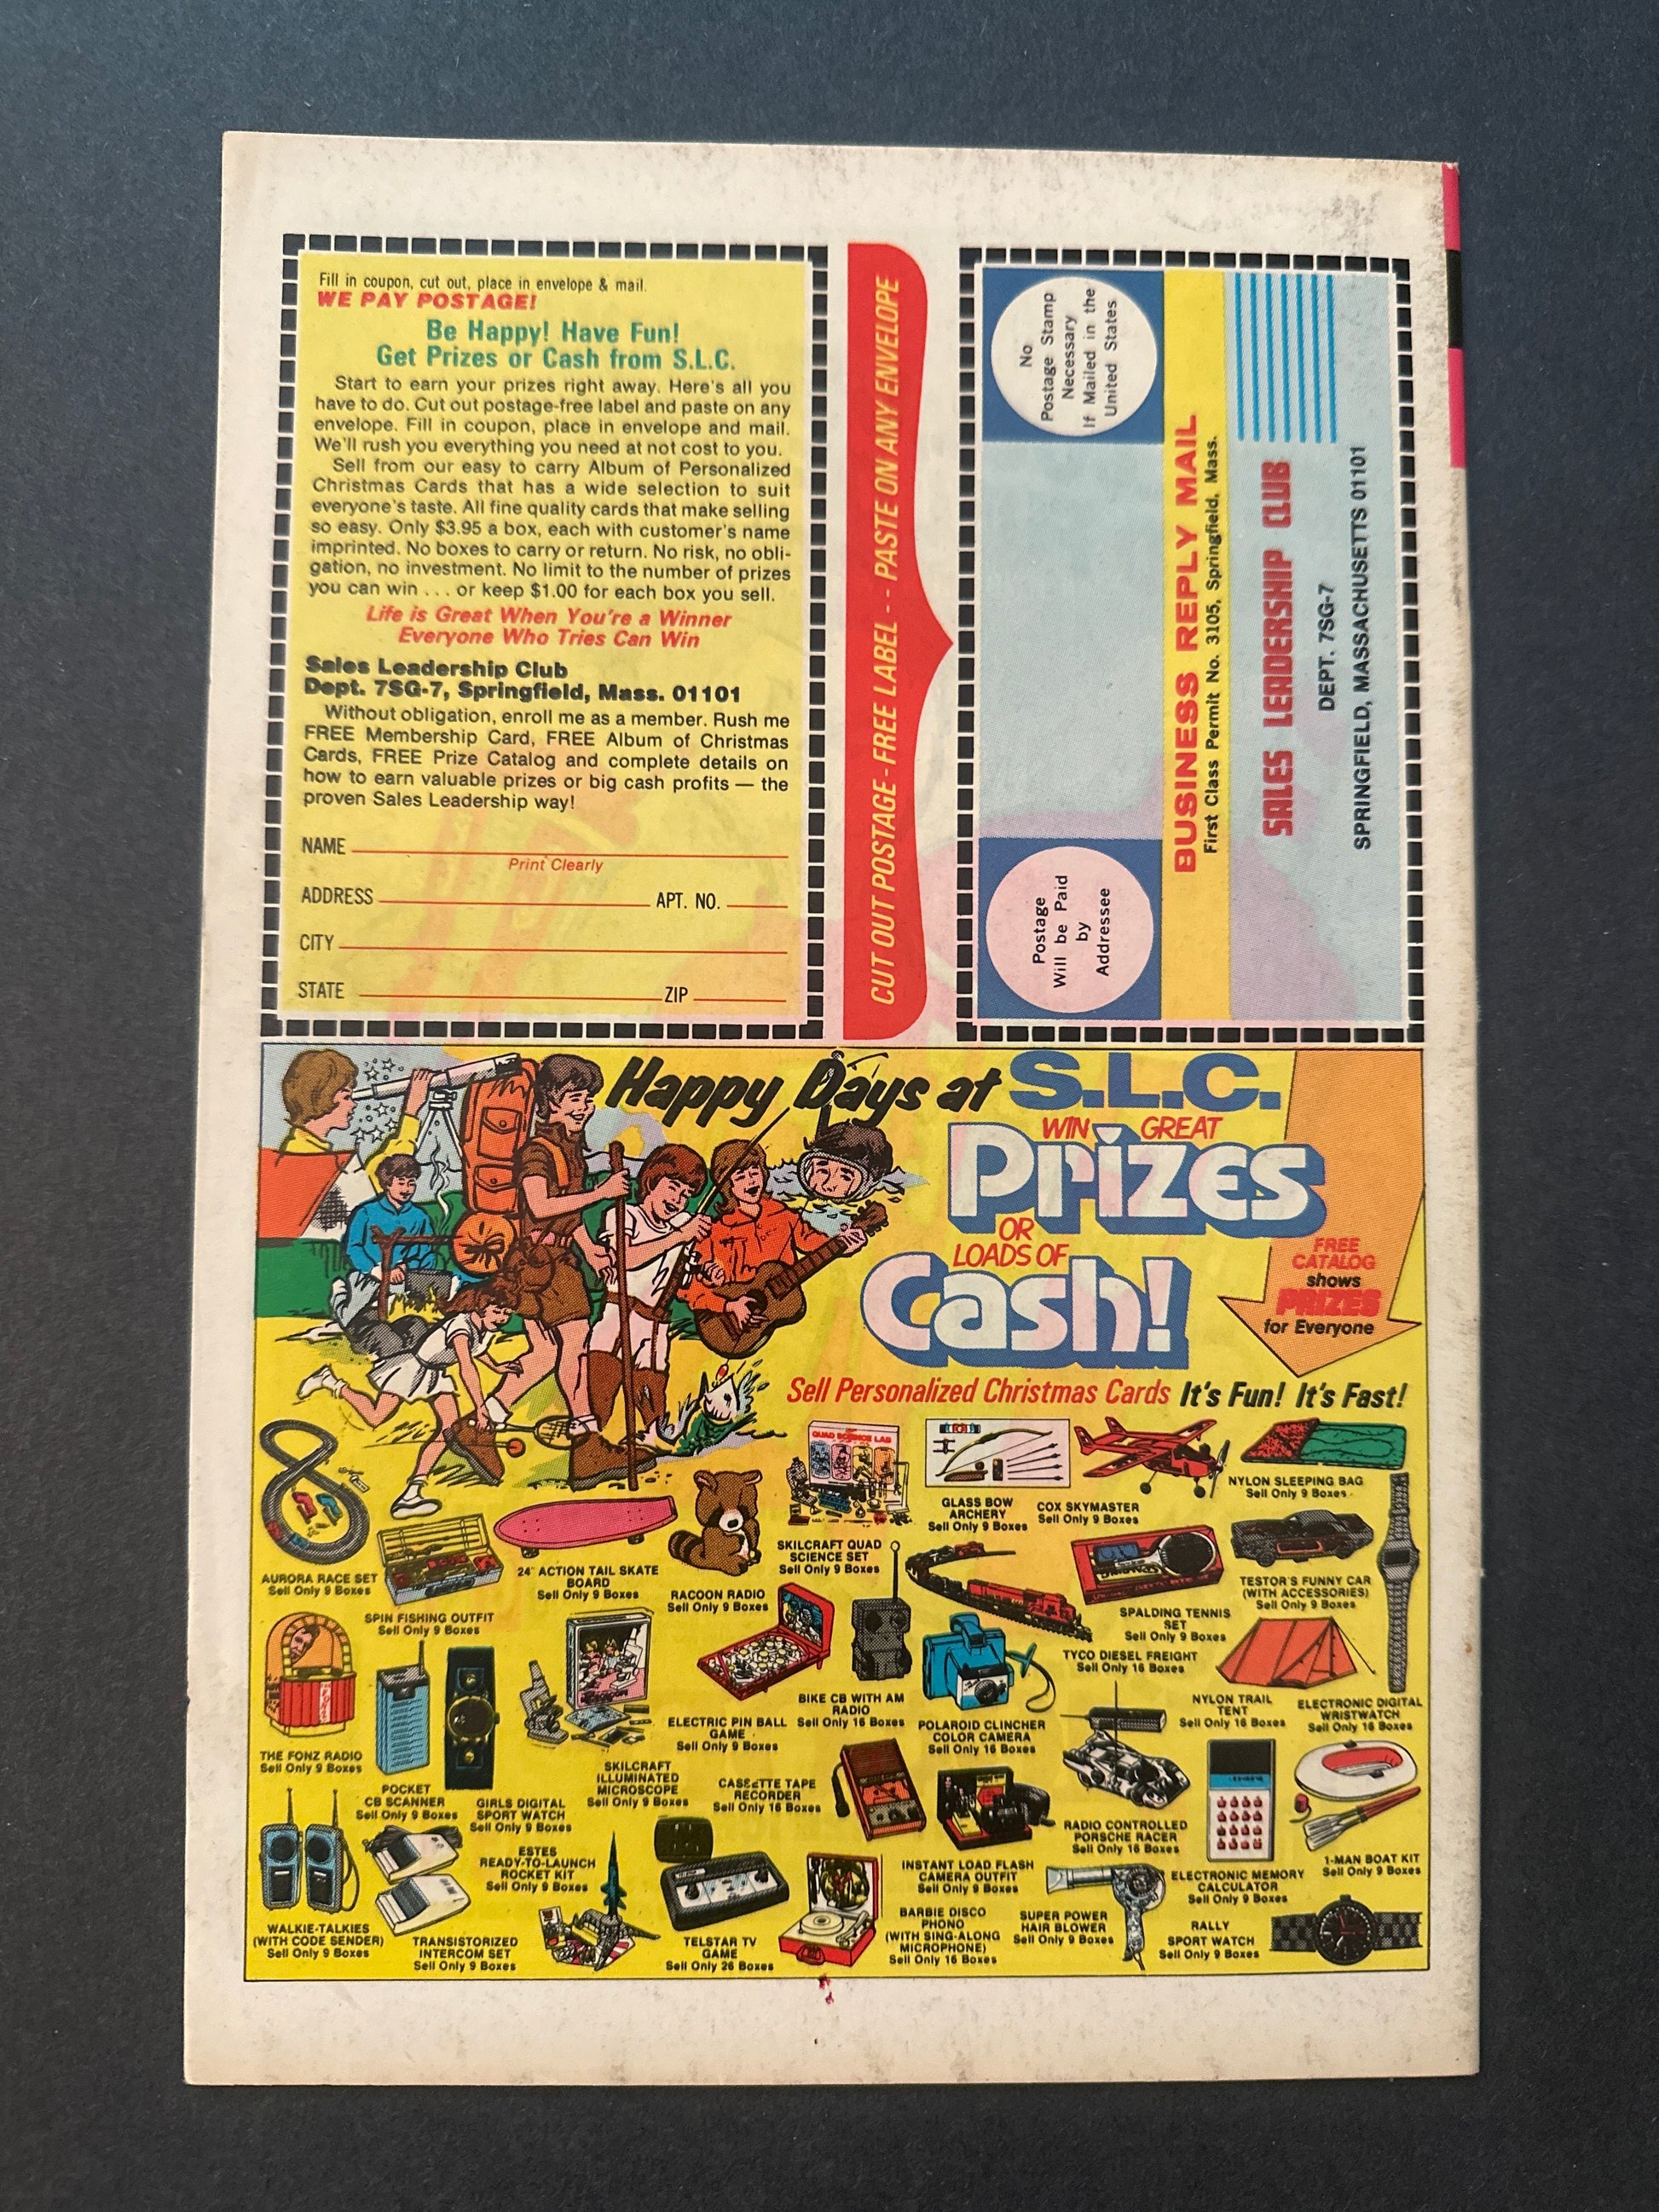 Fill in coupon, cut out, place in envelope & mail.
WE PAY POSTAGE!
Be Happy! Have Fun!
Get Prizes or Cash from S.L.C.
Start to earn your prizes right away. Here's all you
have to do. Cut out postage-free label and paste on any
envelope. Fill in coupon, place in envelope and mail.
We'll rush you everything you need at not cost to you.
Sell from our easy to carry Album of Personalized
Christmas Cards that has a wide selection to suit
everyone's taste. All fine quality cards that make selling
so easy. Only $3.95 a box, each with customer's name
imprinted. No boxes to carry or return. No risk, no obli-
gation, no investment. No limit to the number of prizes
you can win . . . or keep $1.00 for each box you sell.
Life is Great When You're a Winner
Everyone Who Tries Can Win
Sales Leadership Club
Dept. 7SG-7, Springfield, Mass. 01101
Without obligation, enroll me as a member. Rush me
FREE Membership Card, FREE Album of Christmas
Cards, FREE Prize Catalog and complete details on
how to earn valuable prizes or big cash profits — the
proven Sales Leadership way!
NAME
Print Clearly
ADDRESS APT. NO.
CITY
STATE ZIP
CUT OUT POSTAGE-FREE LABEL -- PASTE ON ANY ENVELOPE
No
Postage Stamp
Necessary
If Mailed in the
United States
Postage
Will be Paid
by
Addressee
BUSINESS REPLY MAIL
First Class Permit No. 3105, Springfield, Mass.
SALES LEADERSHIP CLUB
DEPT. 7SG-7
SPRINGFIELD, MASSACHUSETTS 01101
Happy Days at S.L.C.
WIN GREAT
Prizes
OR
LOADS OF
Cash!
FREE
CATALOG
shows
PRIZES
for Everyone
Sell Personalized Christmas Cards It's Fun! It's Fast!
AURORA RACE SET
Sell Only 9 Boxes
SPIN FISHING OUTFIT
Sell Only 9 Boxes
24" ACTION TAIL SKATE
BOARD
Sell Only 9 Boxes
RACOON RADIO
Sell Only 9 Boxes
QUAD SCIENCE LAB
SKILCRAFT QUAD
SCIENCE SET
Sell Only 9 Boxes
GLASS BOW
ARCHERY
Sell Only 9 Boxes
COX SKYMASTER
Sell Only 9 Boxes
NYLON SLEEPING BAG
Sell Only 9 Boxes
TESTOR'S FUNNY CAR
(WITH ACCESSORIES)
Sell Only 9 Boxes
SPALDING TENNIS
SET
Sell Only 9 Boxes
TYCO DIESEL FREIGHT
Sell Only 16 Boxes
NYLON TRAIL
TENT
Sell Only 16 Boxes
ELECTRONIC DIGITAL
WRISTWATCH
Sell Only 16 Boxes
THE FONZ RADIO
Sell Only 9 Boxes
POCKET
CB SCANNER
Sell Only 9 Boxes
GIRLS DIGITAL
SPORT WATCH
Sell Only 9 Boxes
SKILCRAFT
ILLUMINATED
MICROSCOPE
Sell Only 9 Boxes
ELECTRIC PIN BALL
GAME
Sell Only 9 Boxes
BIKE CB WITH AM
RADIO
Sell Only 16 Boxes
POLAROID CLINCHER
COLOR CAMERA
Sell Only 16 Boxes
CASSETTE TAPE
RECORDER
Sell Only 16 Boxes
RADIO CONTROLLED
PORSCHE RACER
Sell Only 16 Boxes
1-MAN BOAT KIT
Sell Only 9 Boxes
WALKIE-TALKIES
(WITH CODE SENDER)
Sell Only 9 Boxes
TRANSISTORIZED
INTERCOM SET
Sell Only 9 Boxes
ESTES
READY-TO-LAUNCH
ROCKET KIT
Sell Only 9 Boxes
TELSTAR TV
GAME
Sell Only 26 Boxes
INSTANT LOAD FLASH
CAMERA OUTFIT
Sell Only 9 Boxes
BARBIE DISCO
PHONO
(WITH SING-ALONG
MICROPHONE)
Sell Only 16 Boxes
SUPER POWER
HAIR BLOWER
Sell Only 9 Boxes
ELECTRONIC MEMORY
CALCULATOR
Sell Only 9 Boxes
RALLY
SPORT WATCH
Sell Only 9 Boxes